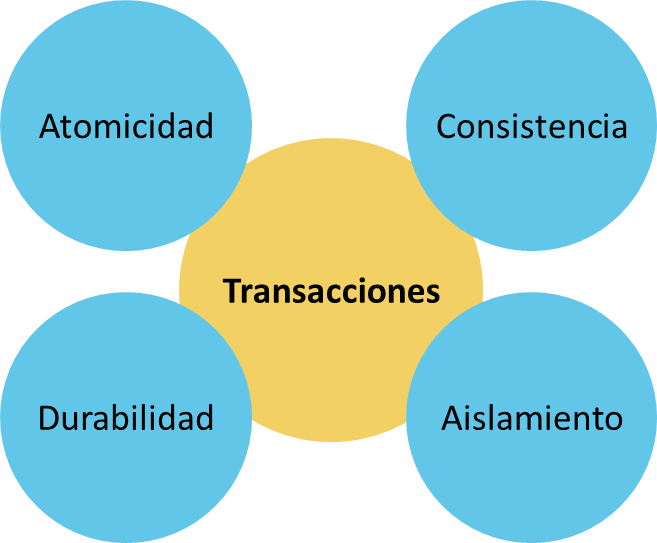 Atomicidad
Consistencia
Transacciones
Durabilidad
Aislamiento